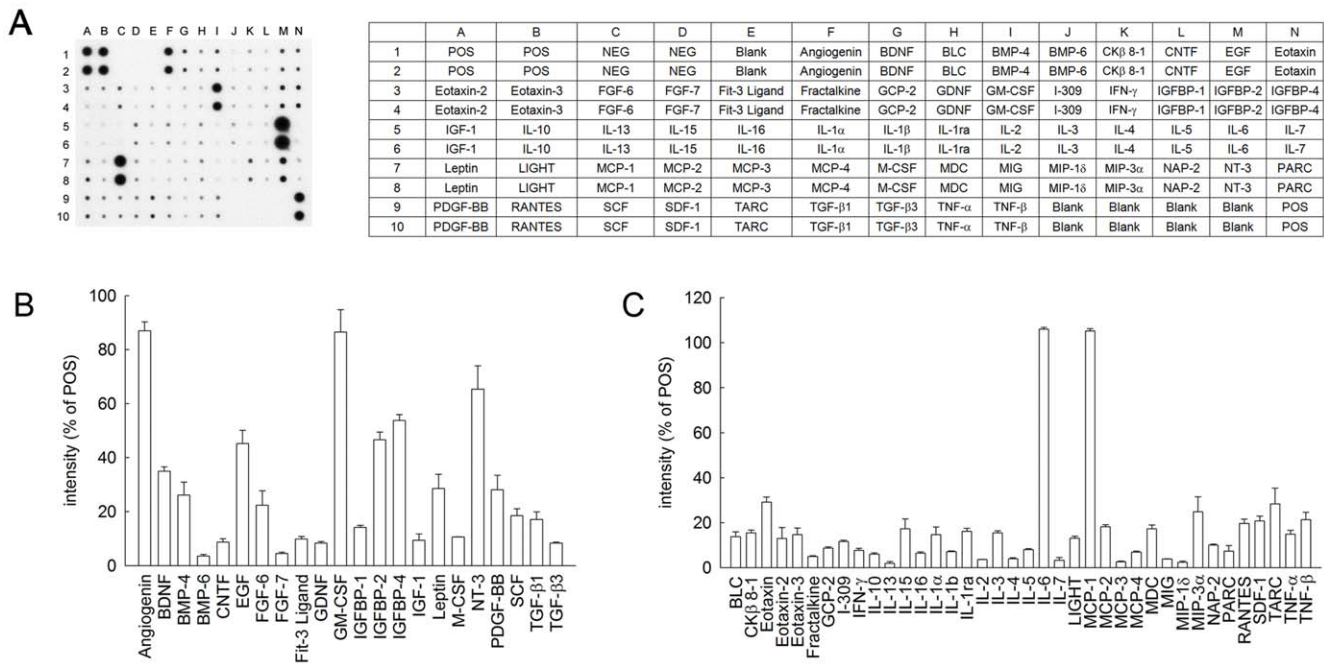 A
A B C D E F G H I J K L M N
1
2
3
4
5
6
7
8
9
10
A B C D E F G H I J K L M N
1 POS POS NEG NEG Blank Angiogenin BDNF BLC BMP-4 BMP-6 CKβ 8-1 CNTF EGF Eotaxin
2 POS POS NEG NEG Blank Angiogenin BDNF BLC BMP-4 BMP-6 CKβ 8-1 CNTF EGF Eotaxin
3 Eotaxin-2 Eotaxin-3 FGF-6 FGF-7 Fit-3 Ligand Fractalkine GCP-2 GDNF GM-CSF I-309 IFN-γ IGFBP-1 IGFBP-2 IGFBP-4
4 Eotaxin-2 Eotaxin-3 FGF-6 FGF-7 Fit-3 Ligand Fractalkine GCP-2 GDNF GM-CSF I-309 IFN-γ IGFBP-1 IGFBP-2 IGFBP-4
5 IGF-1 IL-10 IL-13 IL-15 IL-16 IL-1α IL-1β IL-1ra IL-2 IL-3 IL-4 IL-5 IL-6 IL-7
6 IGF-1 IL-10 IL-13 IL-15 IL-16 IL-1α IL-1β IL-1ra IL-2 IL-3 IL-4 IL-5 IL-6 IL-7
7 Leptin LIGHT MCP-1 MCP-2 MCP-3 MCP-4 M-CSF MDC MIG MIP-1δ MIP-3α NAP-2 NT-3 PARC
8 Leptin LIGHT MCP-1 MCP-2 MCP-3 MCP-4 M-CSF MDC MIG MIP-1δ MIP-3α NAP-2 NT-3 PARC
9 PDGF-BB RANTES SCF SDF-1 TARC TGF-β1 TGF-β3 TNF-α TNF-β Blank Blank Blank Blank POS
10 PDGF-BB RANTES SCF SDF-1 TARC TGF-β1 TGF-β3 TNF-α TNF-β Blank Blank Blank Blank POS
B
intensity (% of POS)
100
80
60
40
20
0
Angiogenin
BDNF
BMP-4
BMP-6
CNTF
EGF
FGF-6
FGF-7
Fit-3 Ligand
GDNF
GM-CSF
IGFBP-1
IGFBP-2
IGFBP-4
IGF-1
Leptin
M-CSF
NT-3
PDGF-BB
SCF
TGF-β1
TGF-β3
C
intensity (% of POS)
120
100
80
60
40
20
0
BLC
CKβ 8-1
Eotaxin
Eotaxin-2
Eotaxin-3
Fractalkine
GCP-2
I-309
IFN-γ
IL-10
IL-13
IL-15
IL-16
IL-1α
IL-1b
IL-1ra
IL-2
IL-3
IL-4
IL-5
IL-6
IL-7
LIGHT
MCP-1
MCP-2
MCP-3
MCP-4
MDC
MIG
MIP-1δ
MIP-3α
NAP-2
PARC
RANTES
SDF-1
TARC
TNF-α
TNF-β